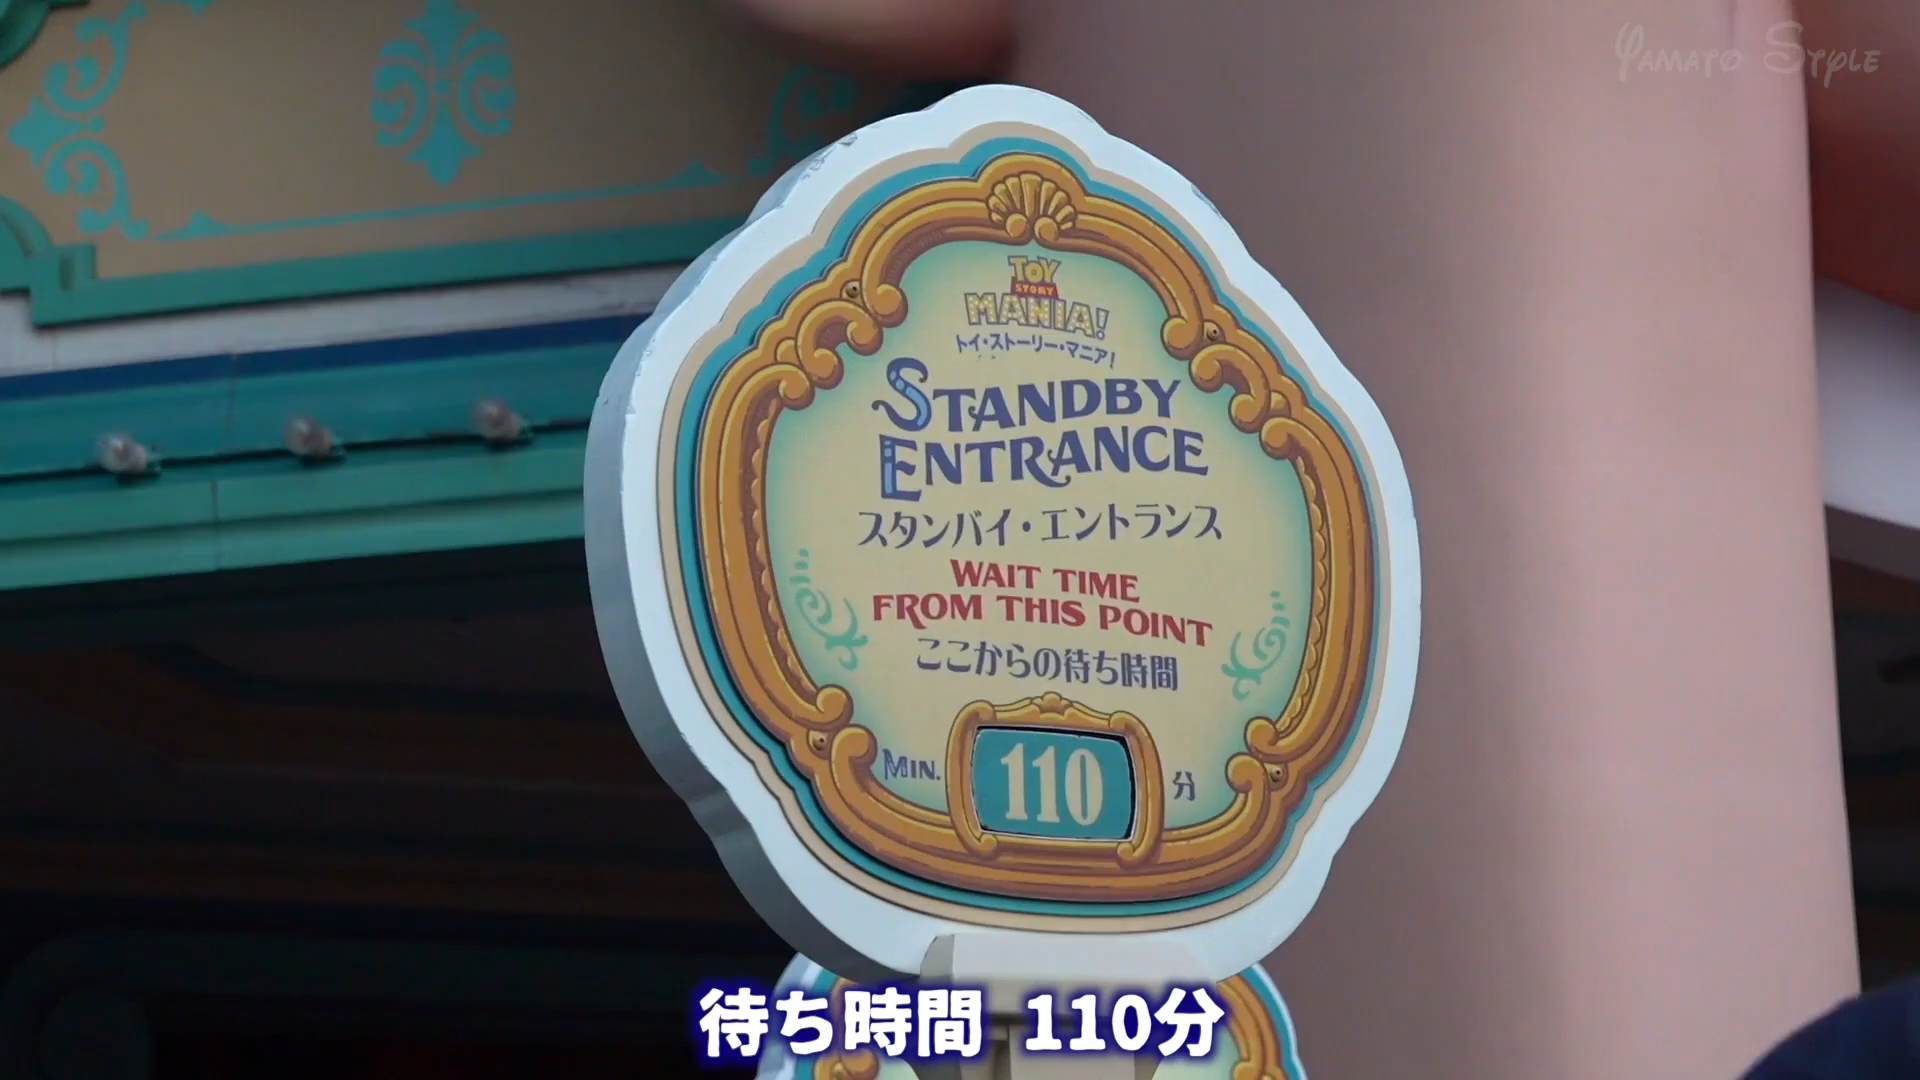 YAMATO STYLE
TOY
STORY
MANIA!
トイ・ストーリー・マニア!
STANDBY
ENTRANCE
スタンバイ・エントランス
WAIT TIME
FROM THIS POINT
ここからの待ち時間
MIN. 110 分
待ち時間 110分